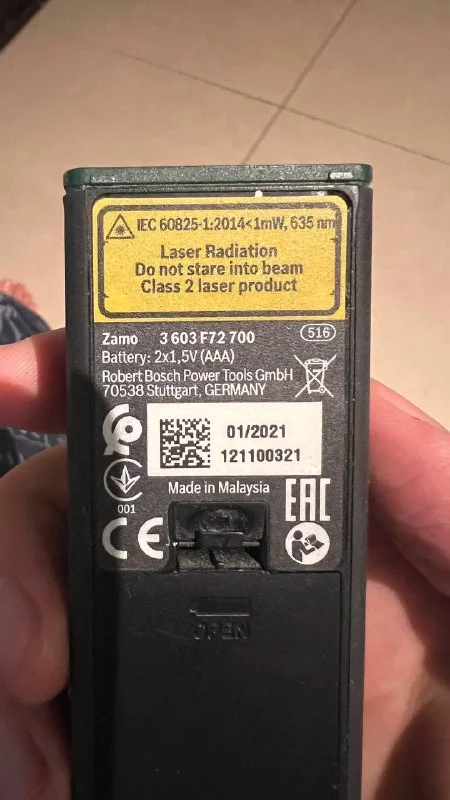 IEC 60825-1:2014<1mW, 635 nm
Laser Radiation
Do not stare into beam
Class 2 laser product
Zamo 3 603 F72 700 516
Battery: 2x1,5V (AAA)
Robert Bosch Power Tools GmbH
70538 Stuttgart, GERMANY
01/2021
121100321
Made in Malaysia
001
EAC
CE
OPEN